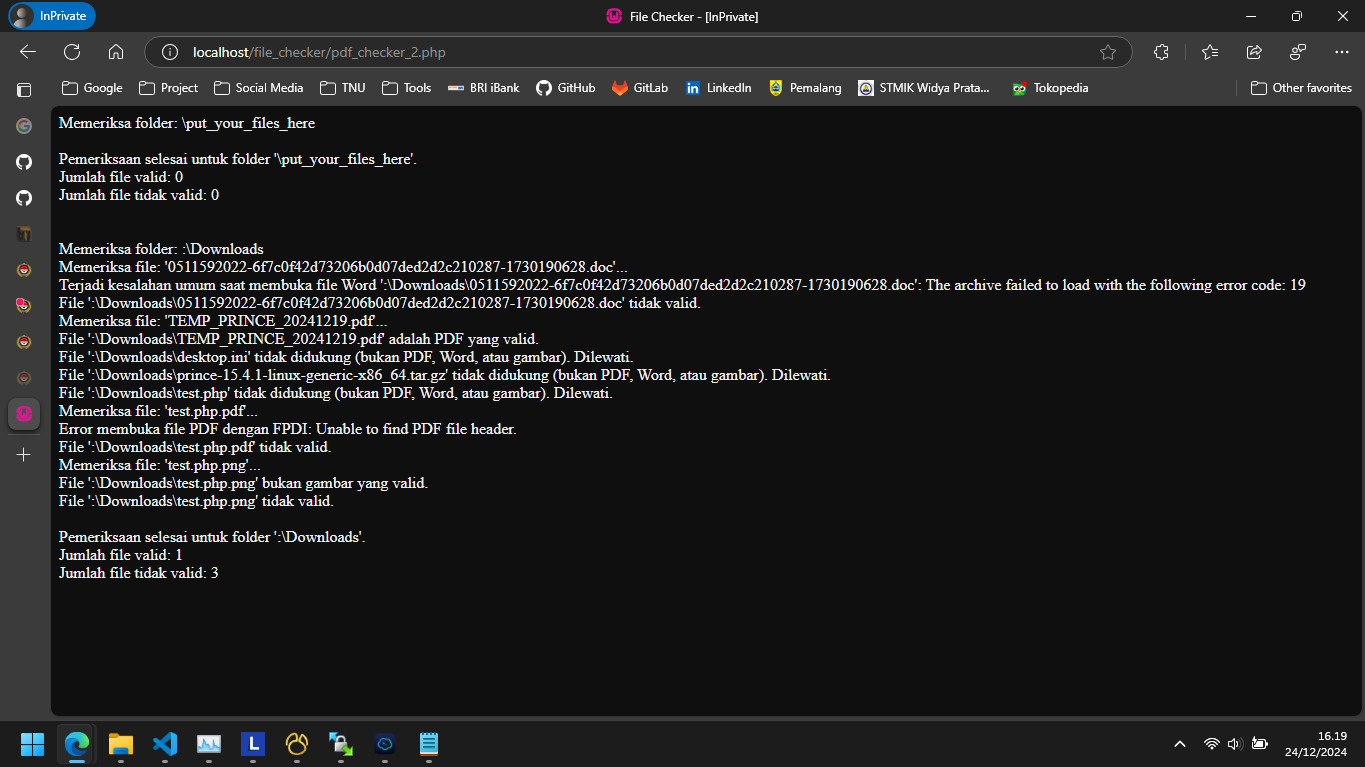 InPrivate
File Checker - [InPrivate]
localhost/file_checker/pdf_checker_2.php
Google
Project
Social Media
TNU
Tools
BRI iBank
GitHub
GitLab
LinkedIn
Pemalang
STMIK Widya Prata...
Tokopedia
Other favorites
Memeriksa folder: \put_your_files_here
Pemeriksaan selesai untuk folder '\put_your_files_here'.
Jumlah file valid: 0
Jumlah file tidak valid: 0
Memeriksa folder: :\Downloads
Memeriksa file: '0511592022-6f7c0f42d73206b0d07ded2d2c210287-1730190628.doc'...
Terjadi kesalahan umum saat membuka file Word ':\Downloads\0511592022-6f7c0f42d73206b0d07ded2d2c210287-1730190628.doc': The archive failed to load with the following error code: 19
File ':\Downloads\0511592022-6f7c0f42d73206b0d07ded2d2c210287-1730190628.doc' tidak valid.
Memeriksa file: 'TEMP_PRINCE_20241219.pdf'...
File ':\Downloads\TEMP_PRINCE_20241219.pdf' adalah PDF yang valid.
File ':\Downloads\desktop.ini' tidak didukung (bukan PDF, Word, atau gambar). Dilewati.
File ':\Downloads\prince-15.4.1-linux-generic-x86_64.tar.gz' tidak didukung (bukan PDF, Word, atau gambar). Dilewati.
File ':\Downloads\test.php' tidak didukung (bukan PDF, Word, atau gambar). Dilewati.
Memeriksa file: 'test.php.pdf'...
Error membuka file PDF dengan FPDI: Unable to find PDF file header.
File ':\Downloads\test.php.pdf' tidak valid.
Memeriksa file: 'test.php.png'...
File ':\Downloads\test.php.png' bukan gambar yang valid.
File ':\Downloads\test.php.png' tidak valid.
Pemeriksaan selesai untuk folder ':\Downloads'.
Jumlah file valid: 1
Jumlah file tidak valid: 3
L
16.19
24/12/2024